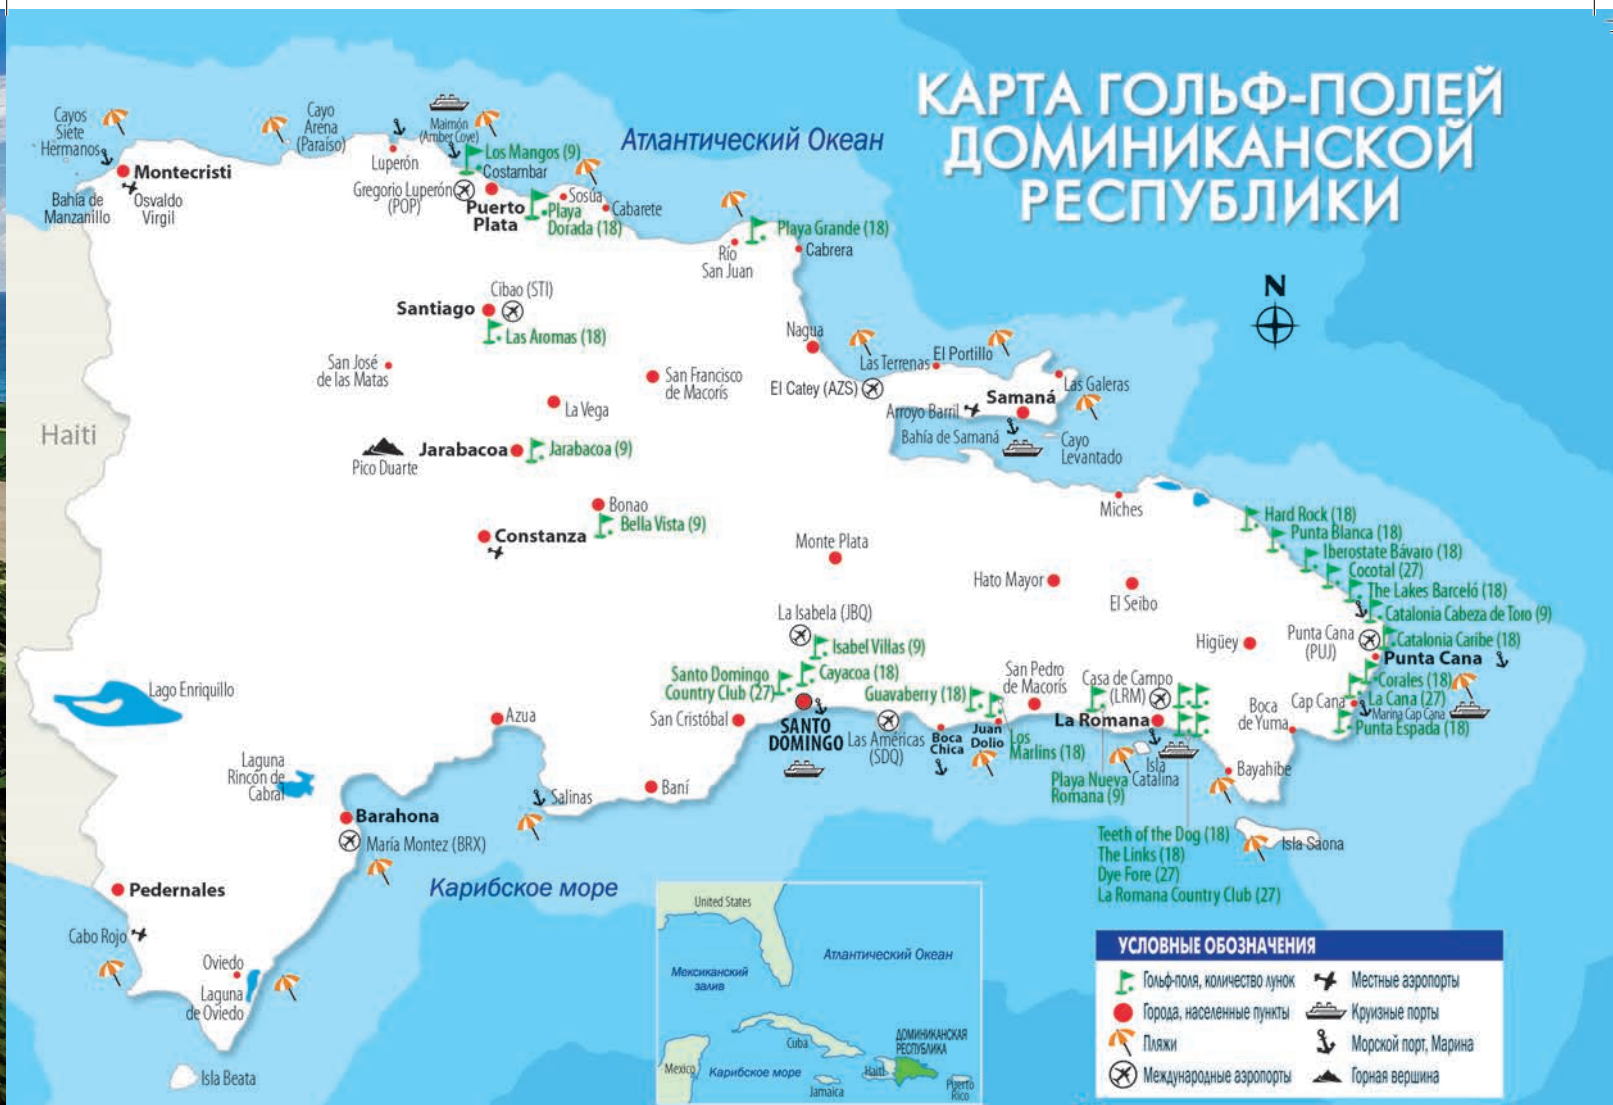 КАРТА ГОЛЬФ-ПОЛЕЙ
ДОМИНИКАНСКОЙ
РЕСПУБЛИКИ
Атлантический Океан
N
Cayos
Siete
Hermanos
Montecristi
Bahía de
Manzanillo
Osvaldo
Virgil
Cayo
Arena
(Paraíso)
Luperón
Maimón
(Amber Cove)
Los Mangos (9)
Costambar
Gregorio Luperón
(POP)
Puerto
Plata
Playa
Dorada (18)
Sosúa
Cabarete
Playa Grande (18)
Río
San Juan
Cabrera
Cibao (STI)
Santiago
Las Aromas (18)
San José
de las Matas
San Francisco
de Macorís
La Vega
Nagua
Las Terrenas
El Portillo
El Catey (AZS)
Las Galeras
Samaná
Arroyo Barril
Bahía de Samaná
Cayo
Levantado
Haiti
Pico Duarte
Jarabacoa
Jarabacoa (9)
Bonao
Bella Vista (9)
Constanza
Monte Plata
Miches
Hato Mayor
El Seibo
Hard Rock (18)
Punta Blanca (18)
Iberostate Bávaro (18)
Cocotal (27)
The Lakes Barceló (18)
Catalonia Cabeza de Toro (9)
Catalonia Caribe (18)
Punta Cana
(PUJ)
Punta Cana
Higüey
Corales (18)
La Cana (27)
Cap Cana
Marina Cap Cana
Punta Espada (18)
Boca
de Yuma
La Isabela (JBQ)
Isabel Villas (9)
Santo Domingo
Country Club (27)
Cayacoa (18)
Guavaberry (18)
San Pedro
de Macorís
Casa de Campo
(LRM)
La Romana
Lago Enriquillo
Azua
San Cristóbal
SANTO
DOMINGO
Las Américas
(SDQ)
Boca
Chica
Juan
Dolio
Los
Marlins (18)
Playa Nueva
Romana (9)
Isla
Catalina
Bayahibe
Laguna
Rincón de
Cabral
Baní
Salinas
Barahona
María Montez (BRX)
Isla Saona
Teeth of the Dog (18)
The Links (18)
Dye Fore (27)
La Romana Country Club (27)
Pedernales
Карибское море
Cabo Rojo
Oviedo
Laguna
de Oviedo
Isla Beata
United States
Атлантический Океан
Мексиканский
залив
Cuba
ДОМИНИКАНСКАЯ
РЕСПУБЛИКА
Mexico
Карибское море
Haiti
Jamaica
Puerto
Rico
УСЛОВНЫЕ ОБОЗНАЧЕНИЯ
Гольф-поля, количество лунок
Местные аэропорты
Города, населенные пункты
Круизные порты
Пляжи
Морской порт, Марина
Международные аэропорты
Горная вершина